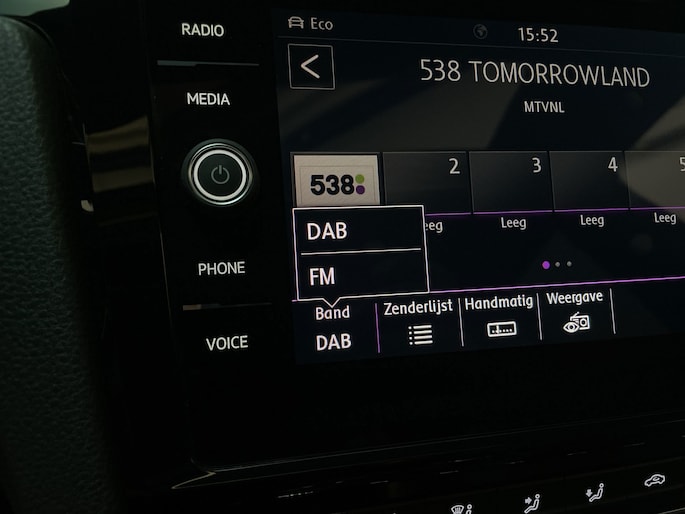 RADIO
MEDIA
PHONE
VOICE
Eco
15:52
538 TOMORROWLAND
MTVNL
538
2
3
4
5
Leeg
Leeg
Leeg
DAB
FM
Band
DAB
Zenderlijst
Handmatig
Weergave